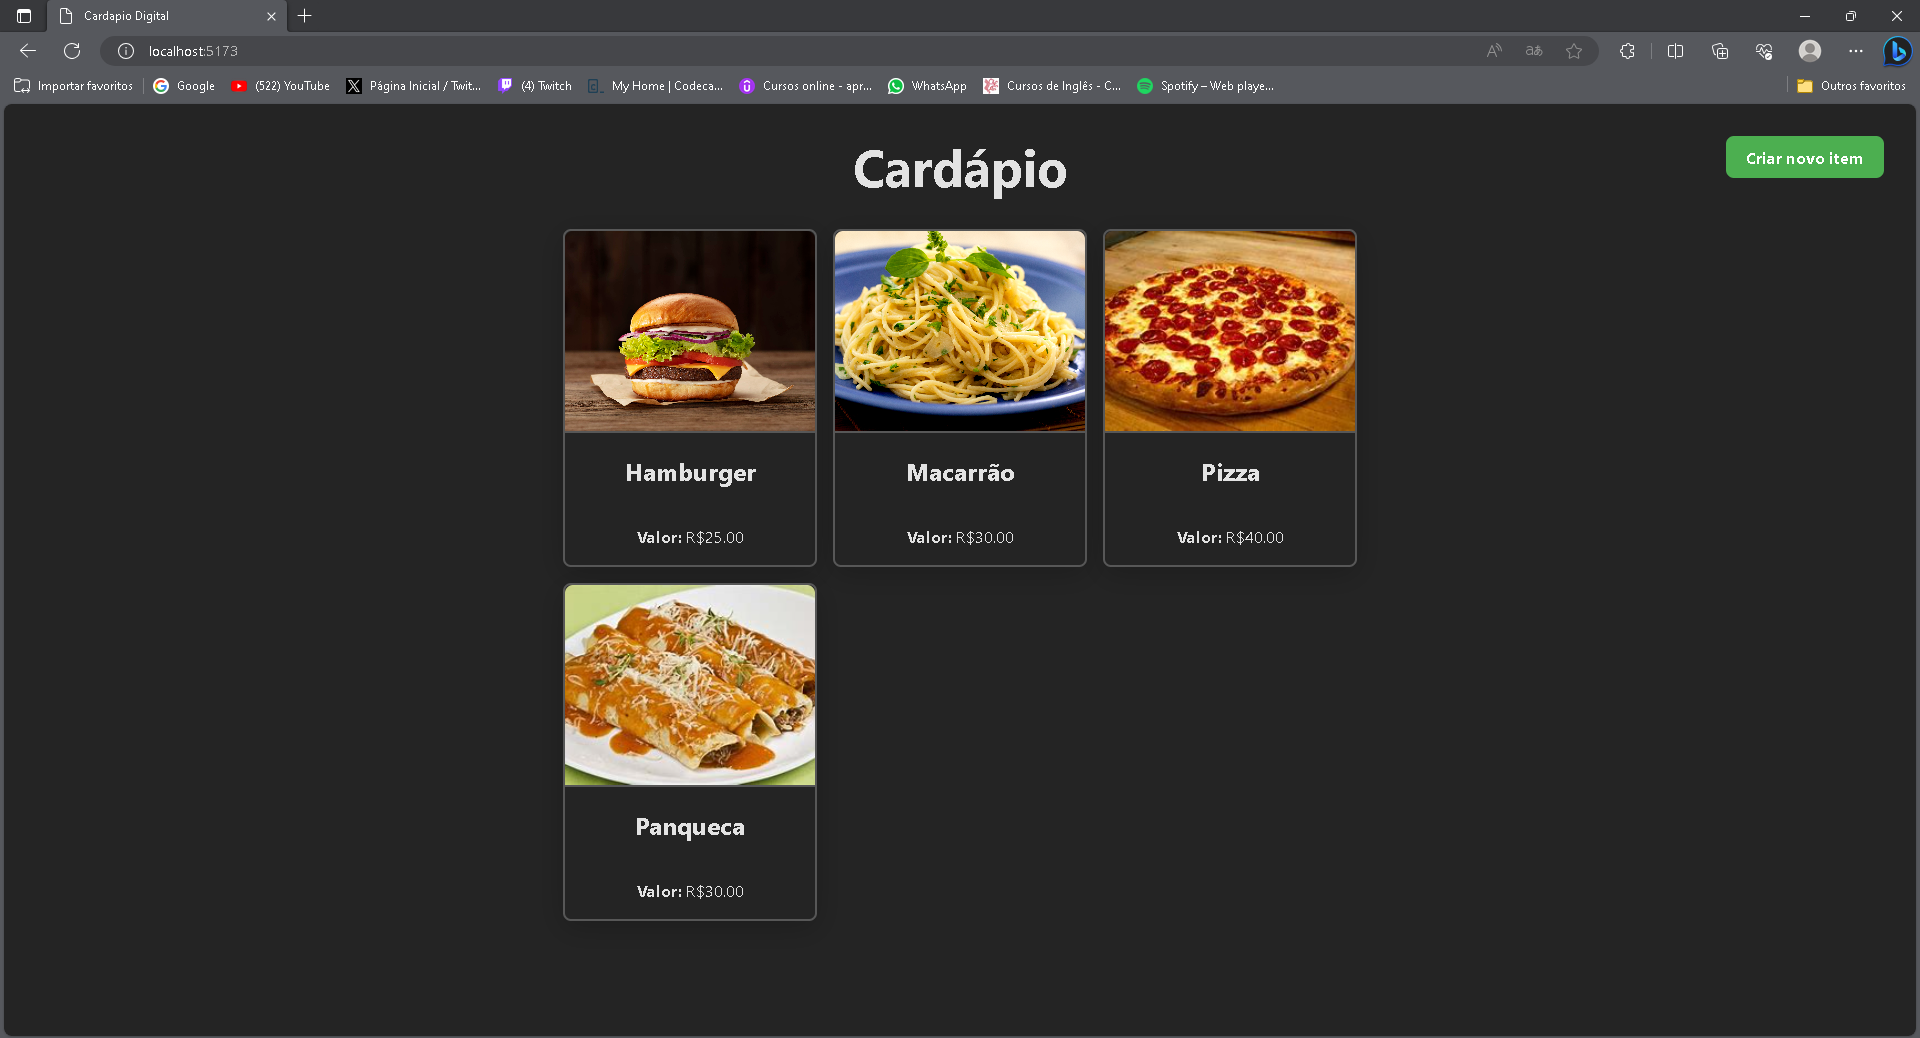 Cardapio Digital
localhost:5173
Importar favoritos
Google
(522) YouTube
Página Inicial / Twit...
(4) Twitch
My Home | Codeca...
Cursos online - apr...
WhatsApp
Cursos de Inglês - C...
Spotify – Web playe...
Outros favoritos
Cardápio
Criar novo item
Hamburger
Valor: R$25.00
Macarrão
Valor: R$30.00
Pizza
Valor: R$40.00
Panqueca
Valor: R$30.00